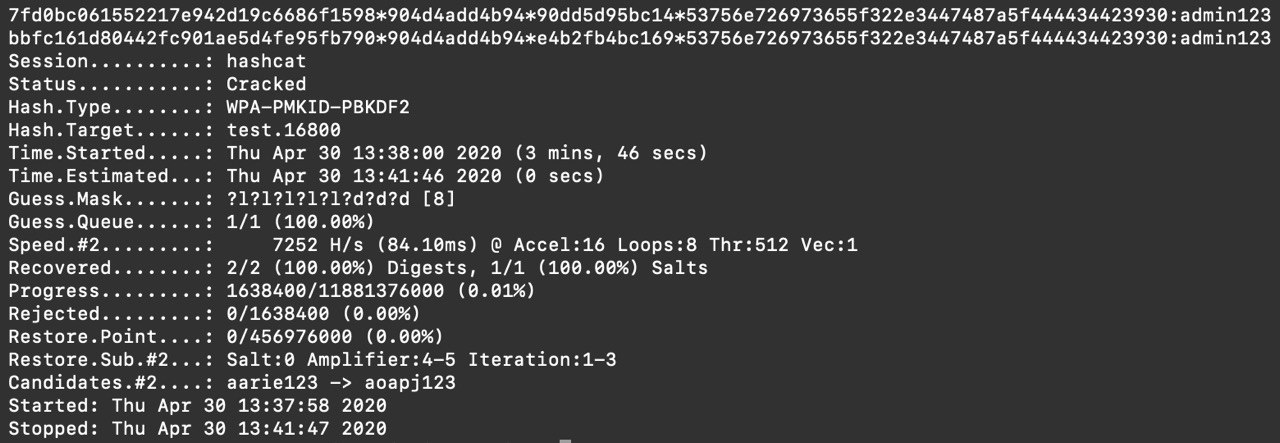 7fd0bc061552217e942d19c6686f1598*904d4add4b94*90dd5d95bc14*53756e726973655f322e3447487a5f444434423930:admin123
bbfc161d80442fc901ae5d4fe95fb790*904d4add4b94*e4b2fb4bc169*53756e726973655f322e3447487a5f444434423930:admin123
Session..........: hashcat
Status...........: Cracked
Hash.Type........: WPA-PMKID-PBKDF2
Hash.Target......: test.16800
Time.Started.....: Thu Apr 30 13:38:00 2020 (3 mins, 46 secs)
Time.Estimated...: Thu Apr 30 13:41:46 2020 (0 secs)
Guess.Mask.......: ?l?l?l?l?l?d?d?d [8]
Guess.Queue......: 1/1 (100.00%)
Speed.#2.........:     7252 H/s (84.10ms) @ Accel:16 Loops:8 Thr:512 Vec:1
Recovered........: 2/2 (100.00%) Digests, 1/1 (100.00%) Salts
Progress.........: 1638400/11881376000 (0.01%)
Rejected.........: 0/1638400 (0.00%)
Restore.Point....: 0/456976000 (0.00%)
Restore.Sub.#2...: Salt:0 Amplifier:4-5 Iteration:1-3
Candidates.#2....: aarie123 -> aoapj123
Started: Thu Apr 30 13:37:58 2020
Stopped: Thu Apr 30 13:41:47 2020